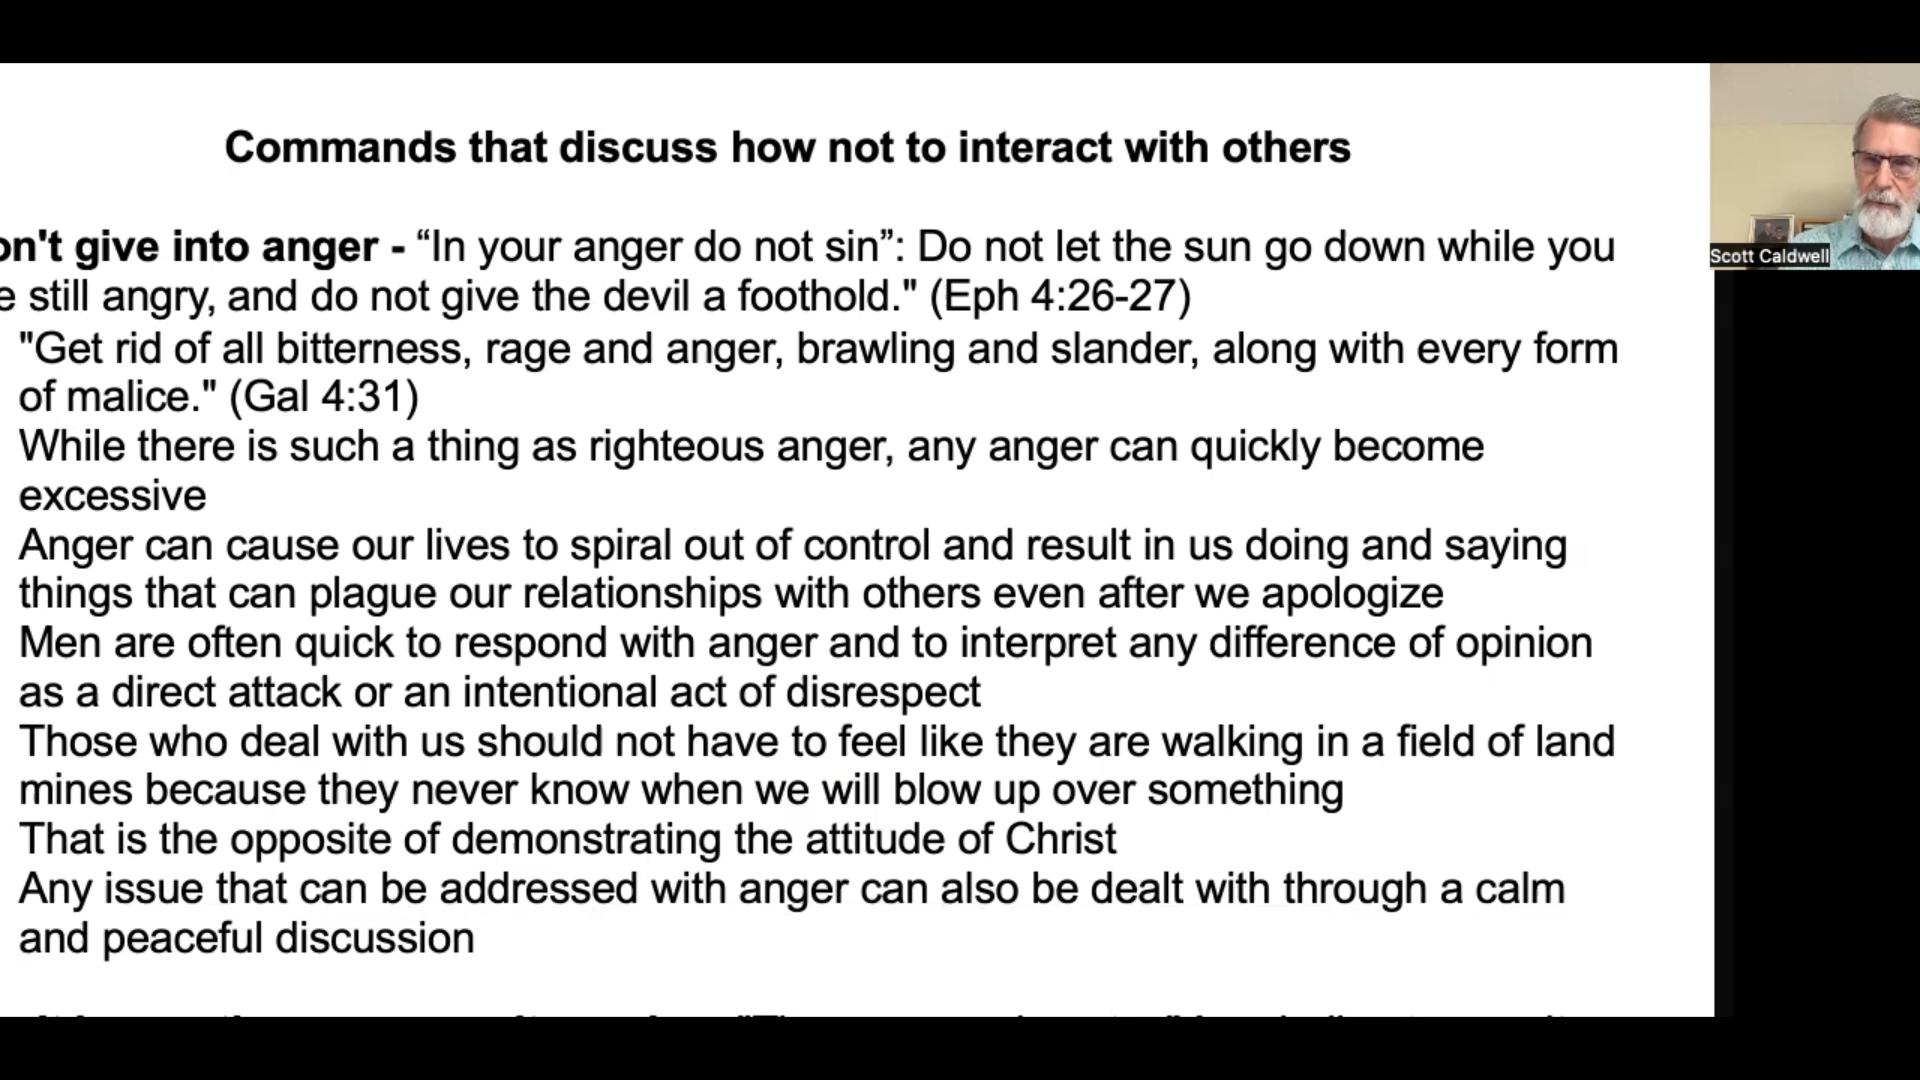 Commands that discuss how not to interact with others
on't give into anger - “In your anger do not sin”: Do not let the sun go down while you
e still angry, and do not give the devil a foothold." (Eph 4:26-27)
"Get rid of all bitterness, rage and anger, brawling and slander, along with every form
of malice." (Gal 4:31)
While there is such a thing as righteous anger, any anger can quickly become
excessive
Anger can cause our lives to spiral out of control and result in us doing and saying
things that can plague our relationships with others even after we apologize
Men are often quick to respond with anger and to interpret any difference of opinion
as a direct attack or an intentional act of disrespect
Those who deal with us should not have to feel like they are walking in a field of land
mines because they never know when we will blow up over something
That is the opposite of demonstrating the attitude of Christ
Any issue that can be addressed with anger can also be dealt with through a calm
and peaceful discussion
Scott Caldwell